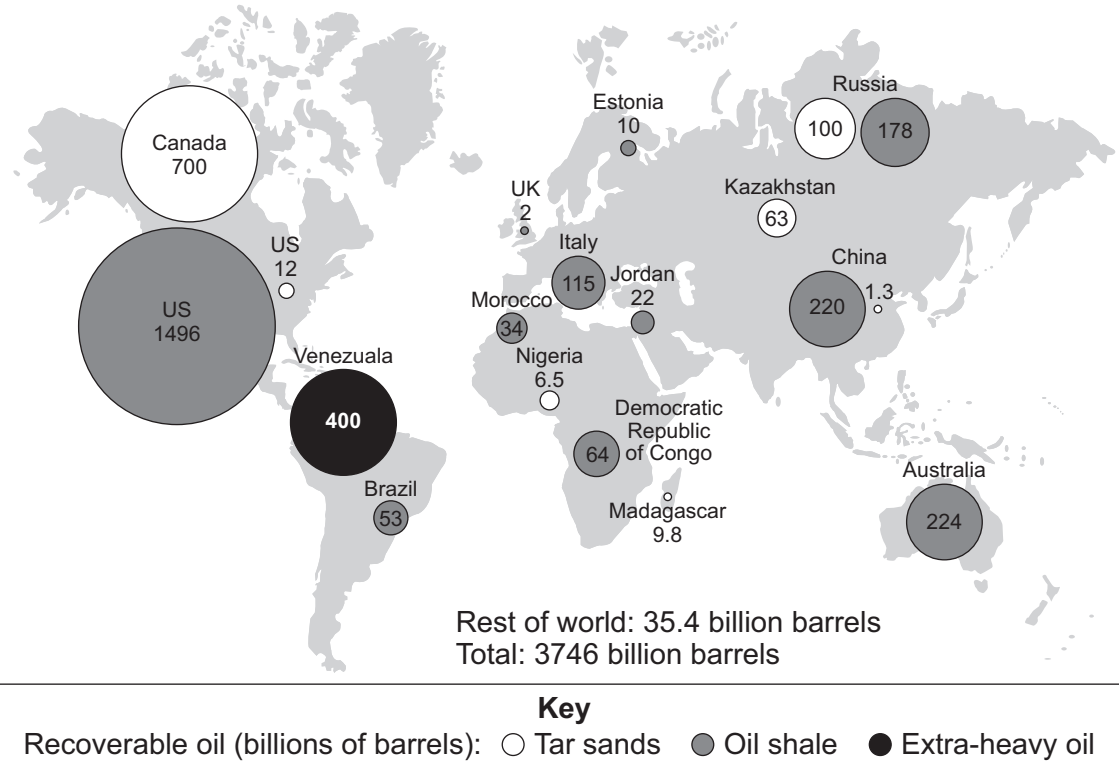 Canada
700
US
12
US
1496
Venezuala
400
Brazil
53
Estonia
10
UK
2
Italy
115
Jordan
22
Morocco
34
Nigeria
6.5
Democratic
Republic
of Congo
64
Madagascar
9.8
Russia
100
178
Kazakhstan
63
China
220
1.3
Australia
224
Rest of world: 35.4 billion barrels
Total: 3746 billion barrels
Key
Recoverable oil (billions of barrels): Tar sands Oil shale Extra-heavy oil